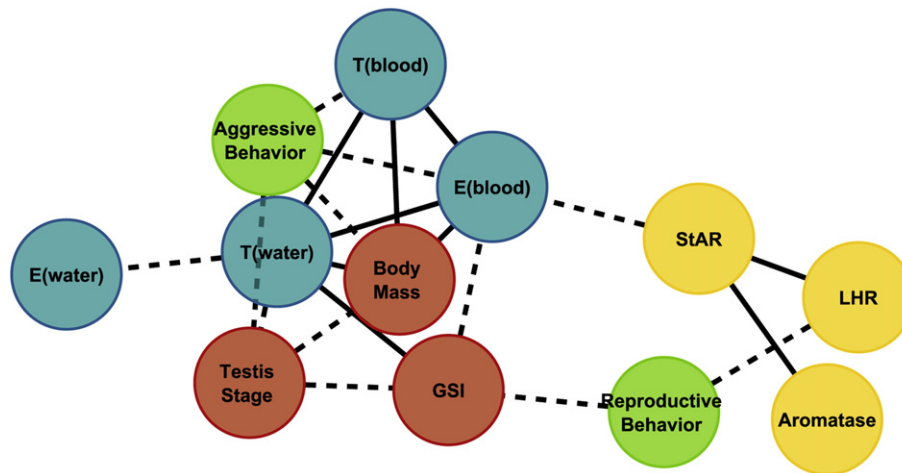 T(blood)
Aggressive
Behavior
E(blood)
StAR
T(water)
E(water)
Body
Mass
LHR
Testis
Stage
GSI
Reproductive
Behavior
Aromatase